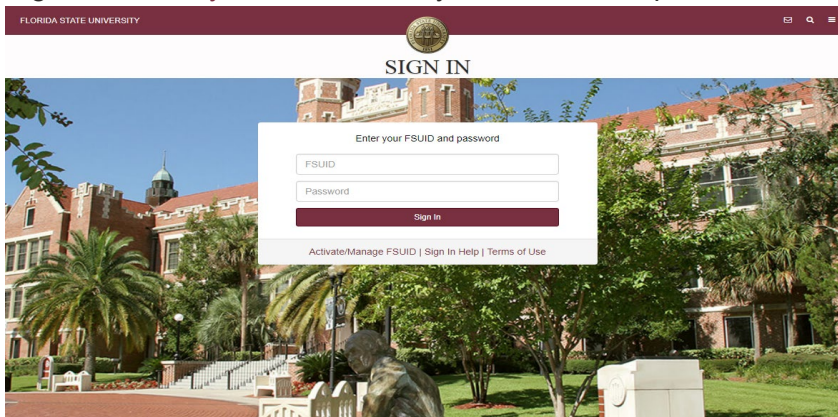 FLORIDA STATE UNIVERSITY
SIGN IN
Enter your FSUID and password
FSUID
Password
Sign In
Activate/Manage FSUID | Sign In Help | Terms of Use